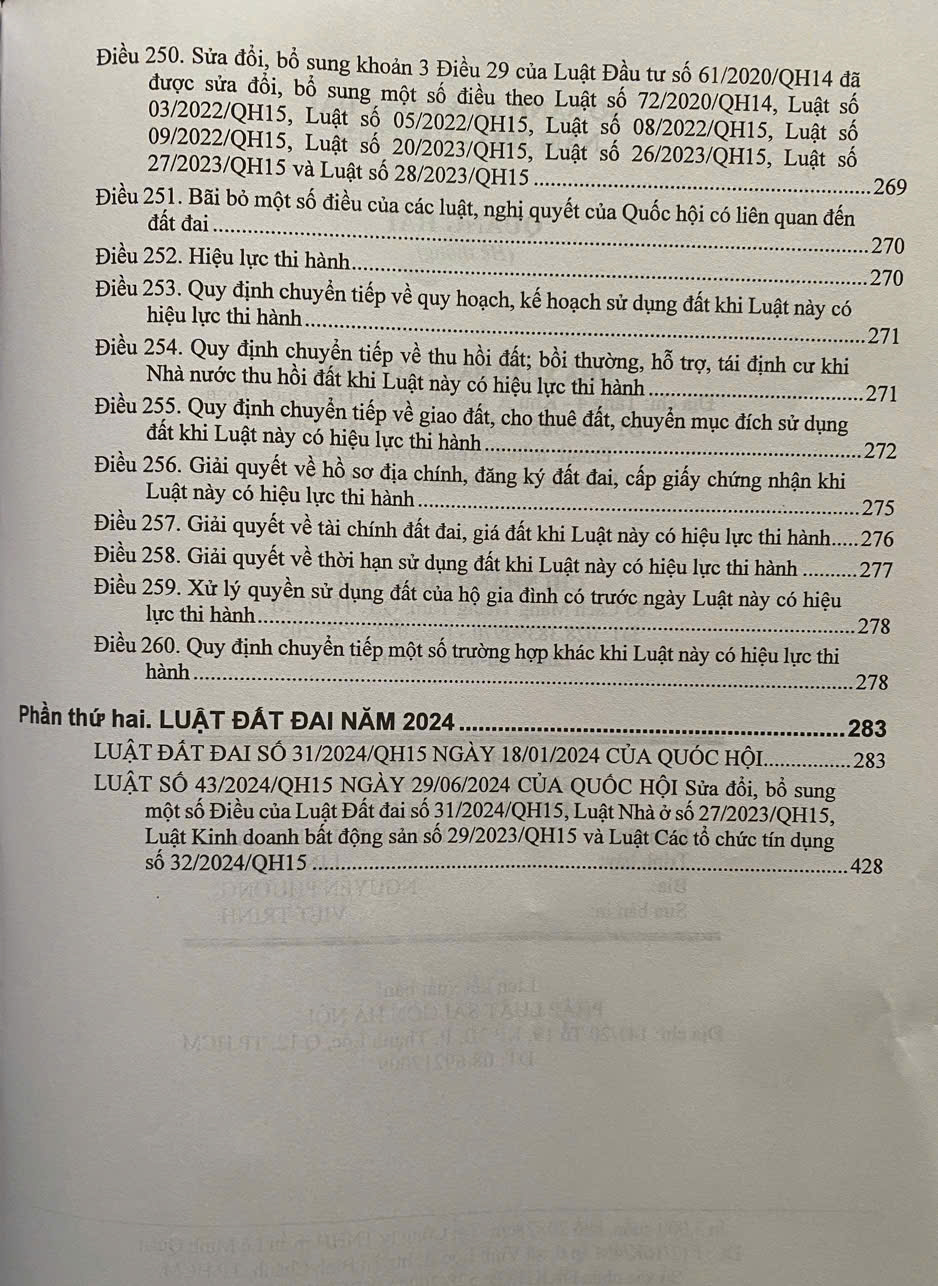 Điều 250. Sửa đổi, bổ sung khoản 3 Điều 29 của Luật Đầu tư số 61/2020/QH14 đã
được sửa đổi, bổ sung một số điều theo Luật số 72/2020/QH14, Luật số
03/2022/QH15, Luật số 05/2022/QH15, Luật số 08/2022/QH15, Luật số
09/2022/QH15, Luật số 20/2023/QH15, Luật số 26/2023/QH15, Luật số
27/2023/QH15 và Luật số 28/2023/QH15 ........ 269
Điều 251. Bãi bỏ một số điều của các luật, nghị quyết của Quốc hội có liên quan đến
đất đai ........ 270
Điều 252. Hiệu lực thi hành ........ 270
Điều 253. Quy định chuyển tiếp về quy hoạch, kế hoạch sử dụng đất khi Luật này có
hiệu lực thi hành ........ 271
Điều 254. Quy định chuyển tiếp về thu hồi đất; bồi thường, hỗ trợ, tái định cư khi
Nhà nước thu hồi đất khi Luật này có hiệu lực thi hành ........ 271
Điều 255. Quy định chuyển tiếp về giao đất, cho thuê đất, chuyển mục đích sử dụng
đất khi Luật này có hiệu lực thi hành ........ 272
Điều 256. Giải quyết về hồ sơ địa chính, đăng ký đất đai, cấp giấy chứng nhận khi
Luật này có hiệu lực thi hành ........ 275
Điều 257. Giải quyết về tài chính đất đai, giá đất khi Luật này có hiệu lực thi hành ..... 276
Điều 258. Giải quyết về thời hạn sử dụng đất khi Luật này có hiệu lực thi hành ........ 277
Điều 259. Xử lý quyền sử dụng đất của hộ gia đình có trước ngày Luật này có hiệu
lực thi hành ........ 278
Điều 260. Quy định chuyển tiếp một số trường hợp khác khi Luật này có hiệu lực thi
hành ........ 278
Phần thứ hai. LUẬT ĐẤT ĐAI NĂM 2024 ........ 283
LUẬT ĐẤT ĐAI SỐ 31/2024/QH15 NGÀY 18/01/2024 CỦA QUỐC HỘI ........ 283
LUẬT SỐ 43/2024/QH15 NGÀY 29/06/2024 CỦA QUỐC HỘI Sửa đổi, bổ sung
một số Điều của Luật Đất đai số 31/2024/QH15, Luật Nhà ở số 27/2023/QH15,
Luật Kinh doanh bất động sản số 29/2023/QH15 và Luật Các tổ chức tín dụng
số 32/2024/QH15 ........ 428